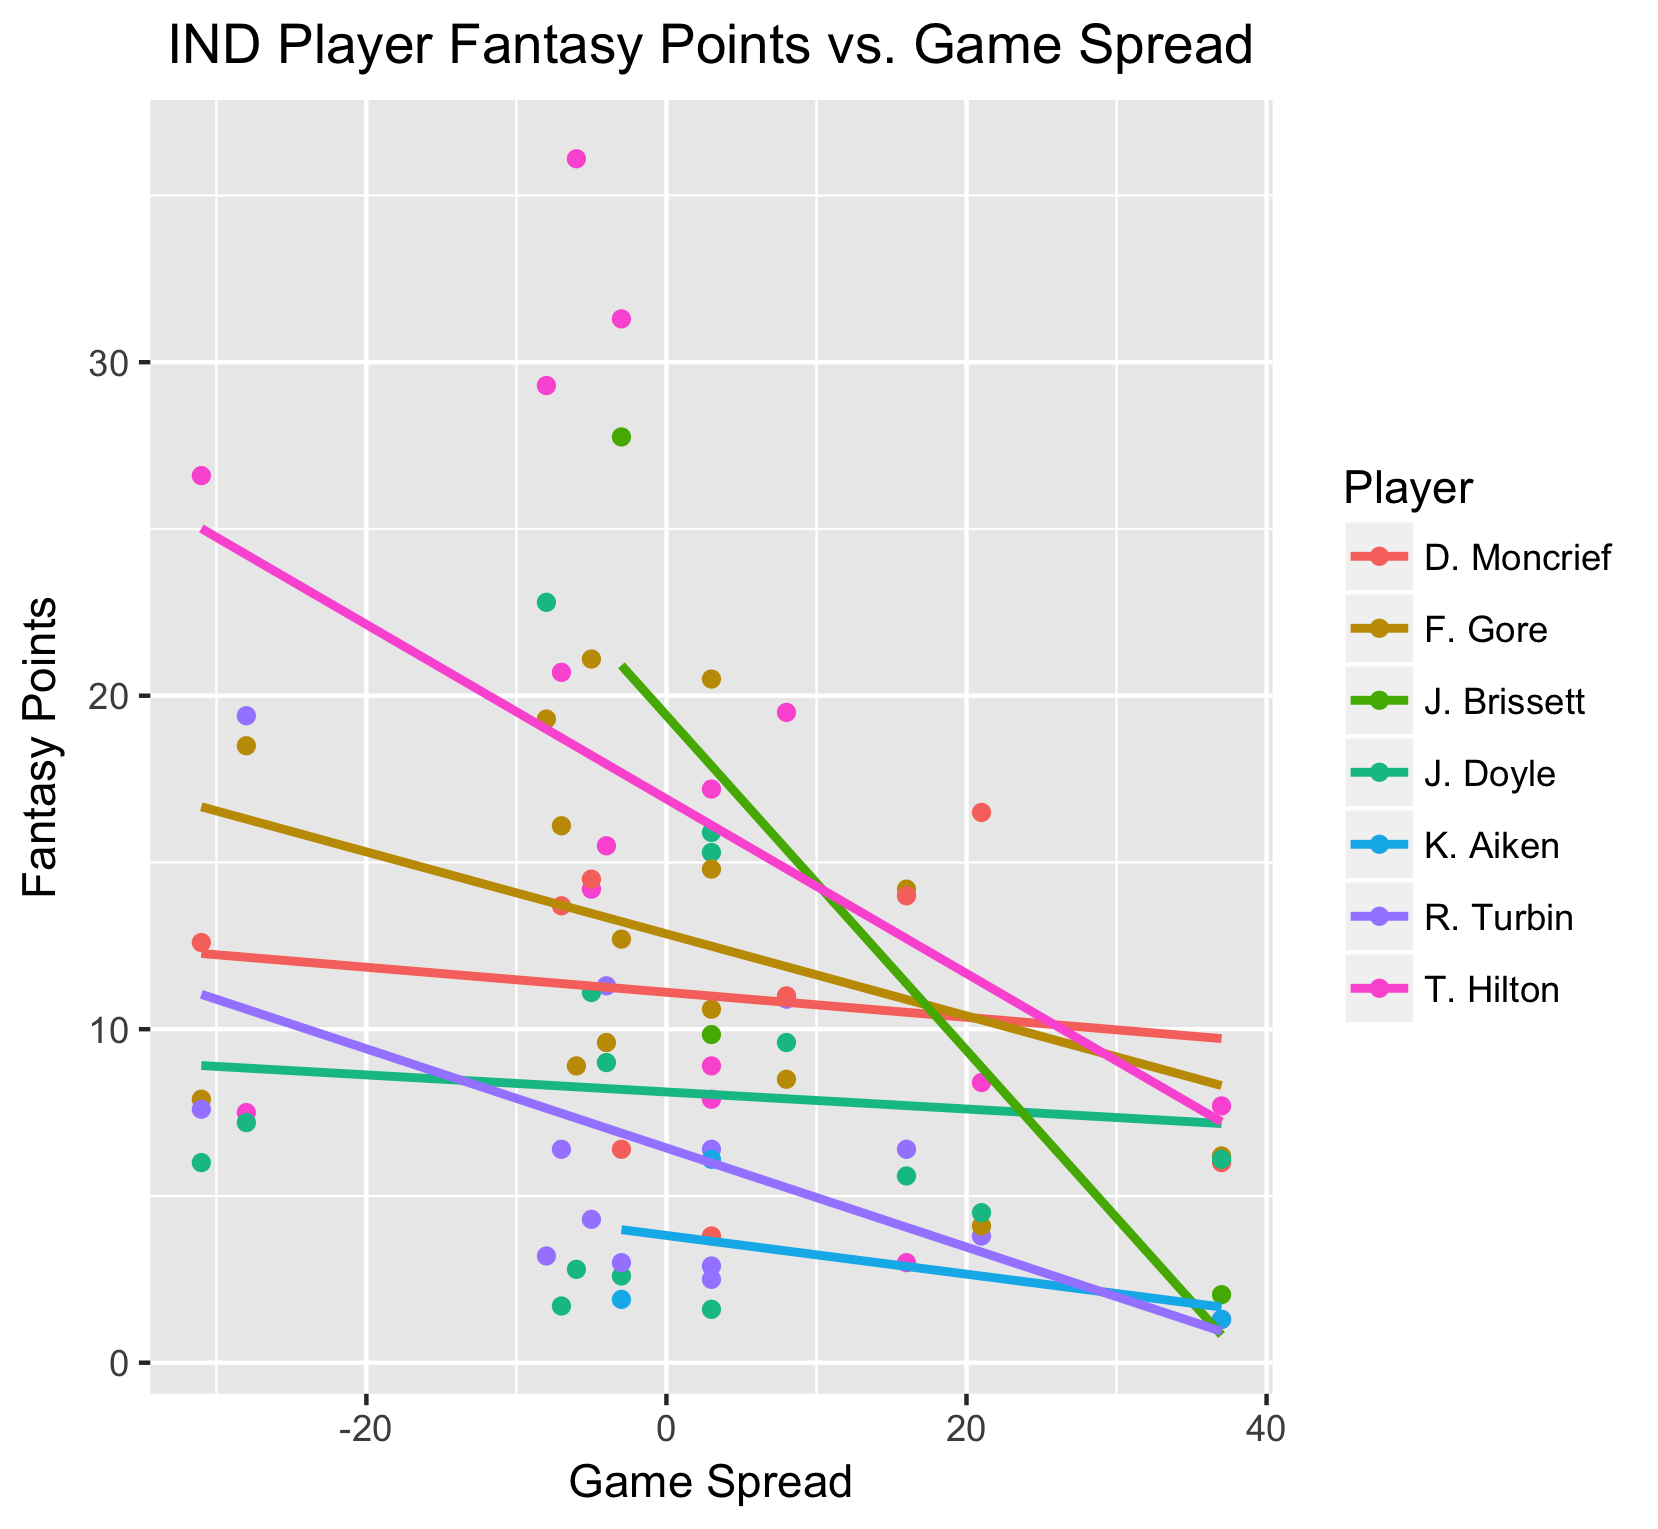 IND Player Fantasy Points vs. Game Spread
Fantasy Points
30
20
10
0
-20
0
20
40
Game Spread
Player
D. Moncrief
F. Gore
J. Brissett
J. Doyle
K. Aiken
R. Turbin
T. Hilton